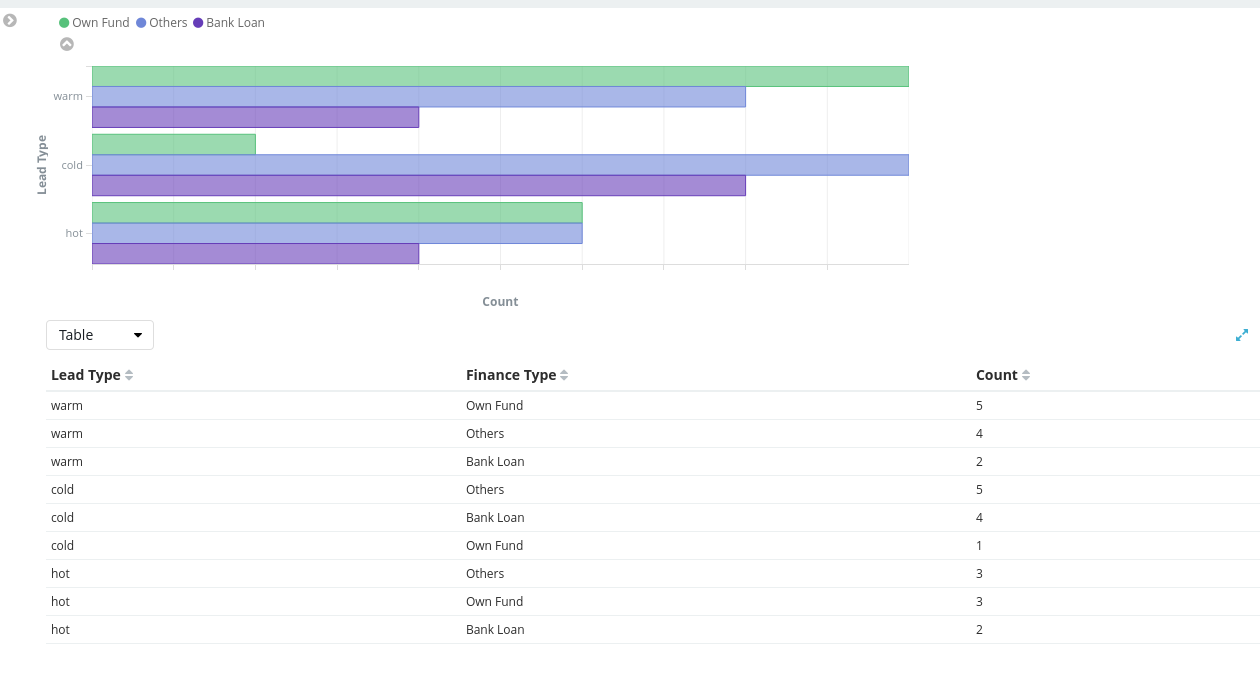 Own Fund Others Bank Loan
warm
cold
hot
Lead Type
Count
Table
Lead Type Finance Type Count
warm Own Fund 5
warm Others 4
warm Bank Loan 2
cold Others 5
cold Bank Loan 4
cold Own Fund 1
hot Others 3
hot Own Fund 3
hot Bank Loan 2